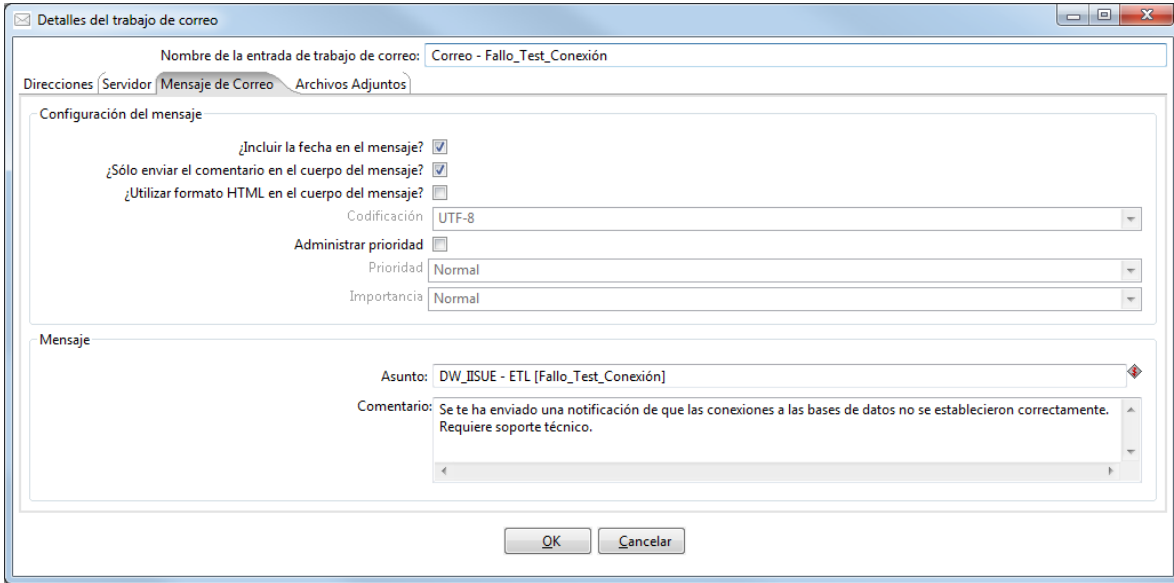 Detalles del trabajo de correo
Nombre de la entrada de trabajo de correo: Correo - Fallo_Test_Conexión
Direcciones Servidor Mensaje de Correo Archivos Adjuntos
Configuración del mensaje
¿Incluir la fecha en el mensaje?
¿Sólo enviar el comentario en el cuerpo del mensaje?
¿Utilizar formato HTML en el cuerpo del mensaje?
Codificación UTF-8
Administrar prioridad
Prioridad Normal
Importancia Normal
Mensaje
Asunto: DW_IISUE - ETL [Fallo_Test_Conexión]
Comentario: Se te ha enviado una notificación de que las conexiones a las bases de datos no se establecieron correctamente.
Requiere soporte técnico.
OK Cancelar